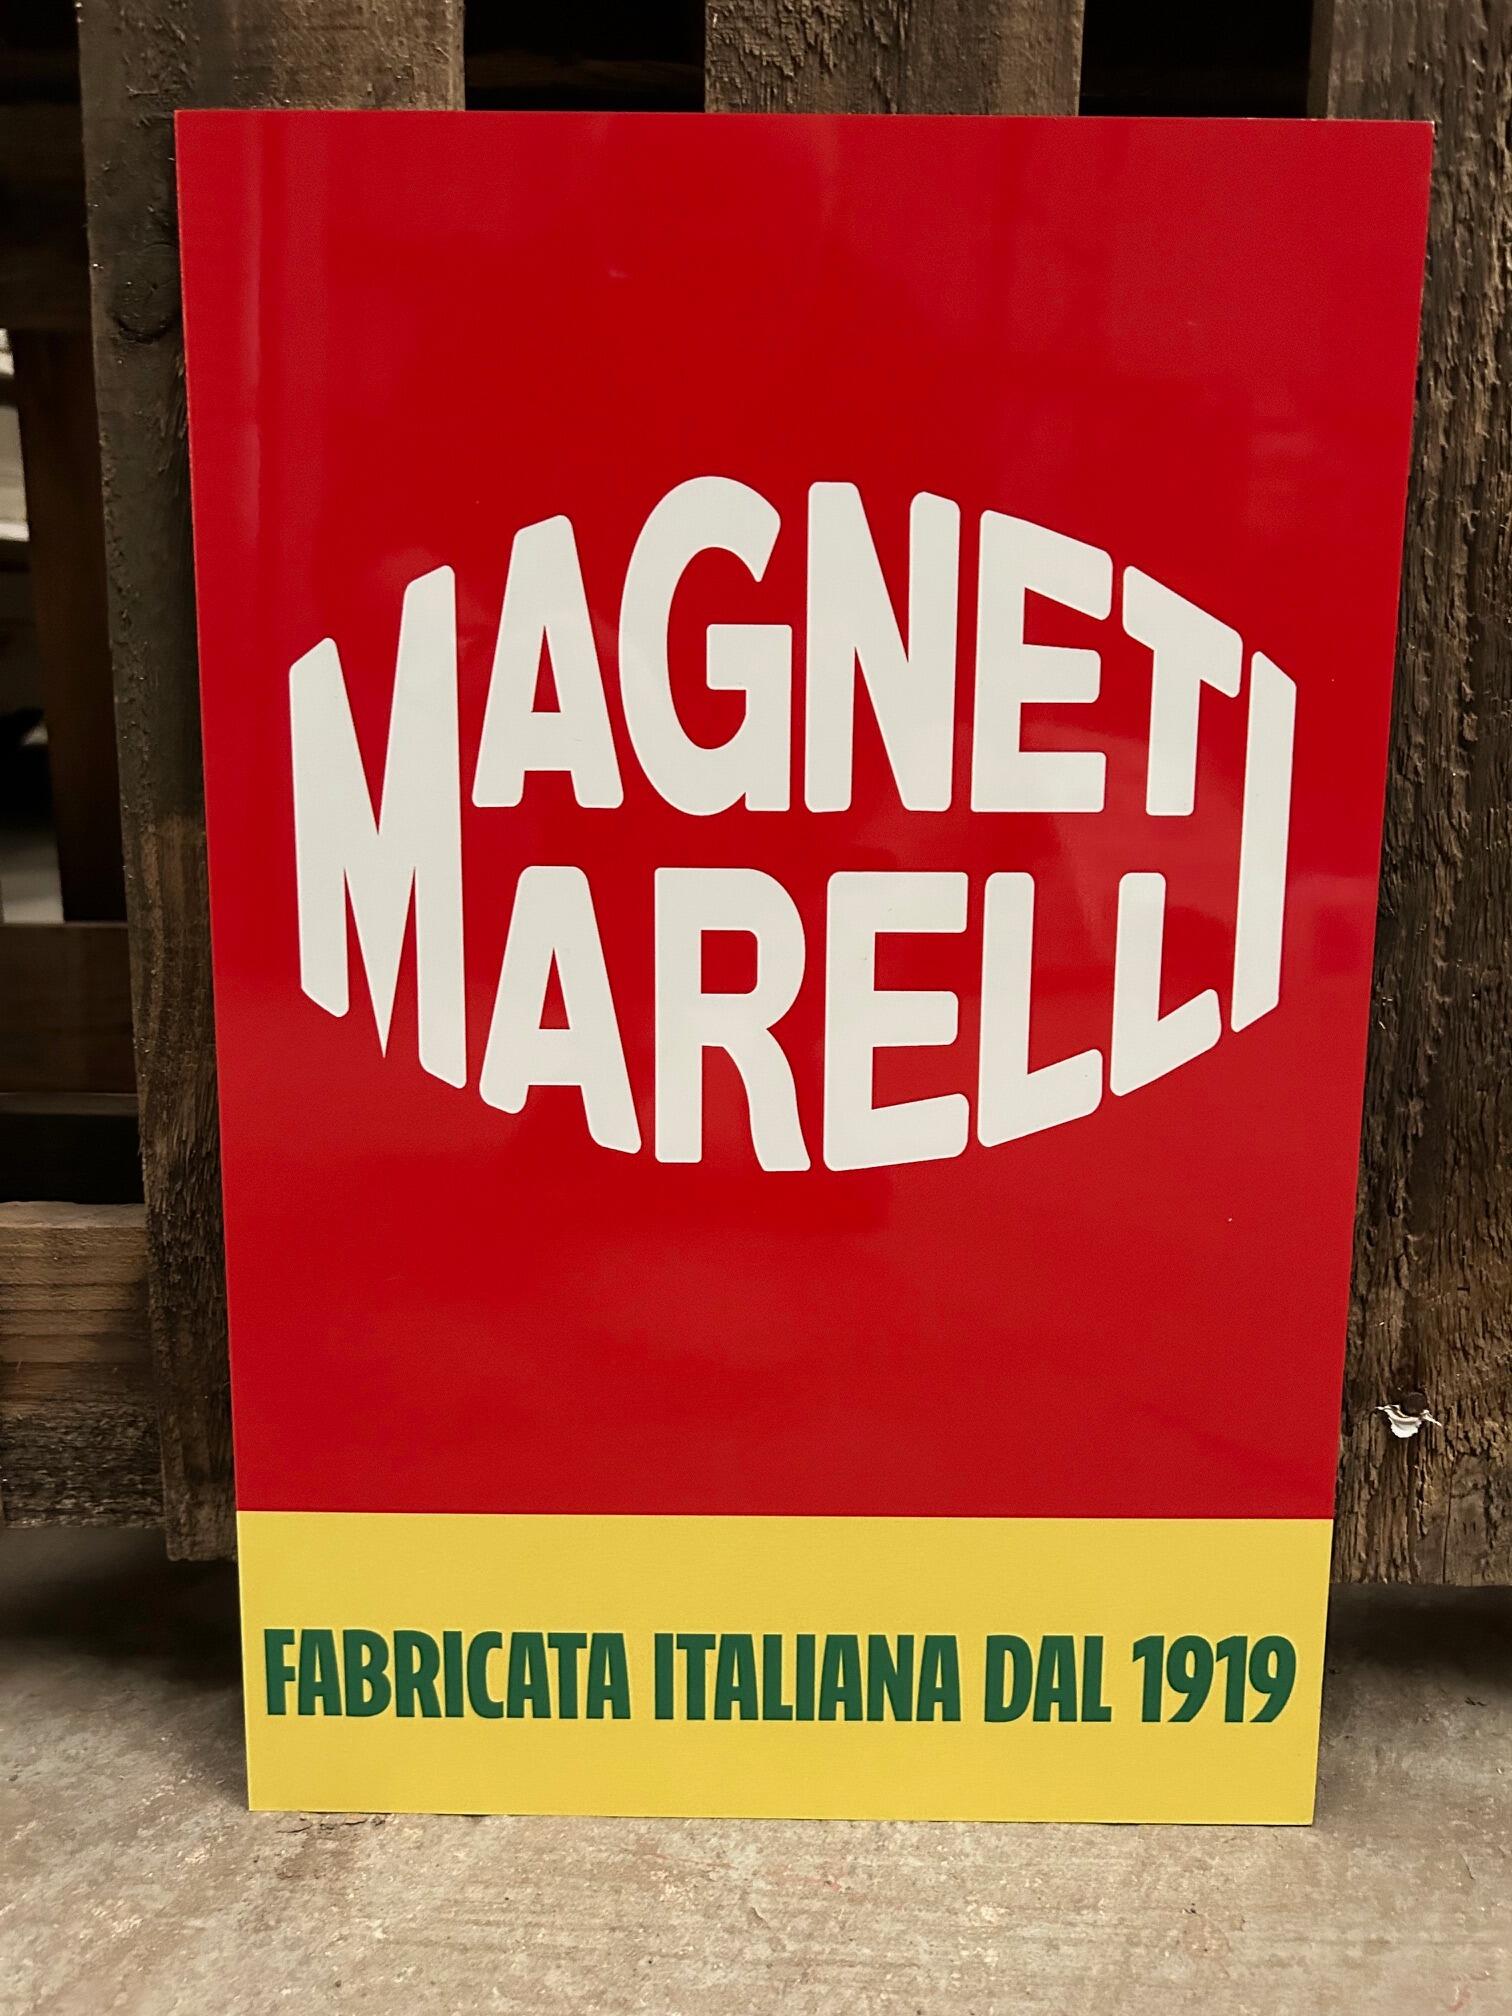 MAGNETI
MARELLI
FABRICATA ITALIANA DAL 1919